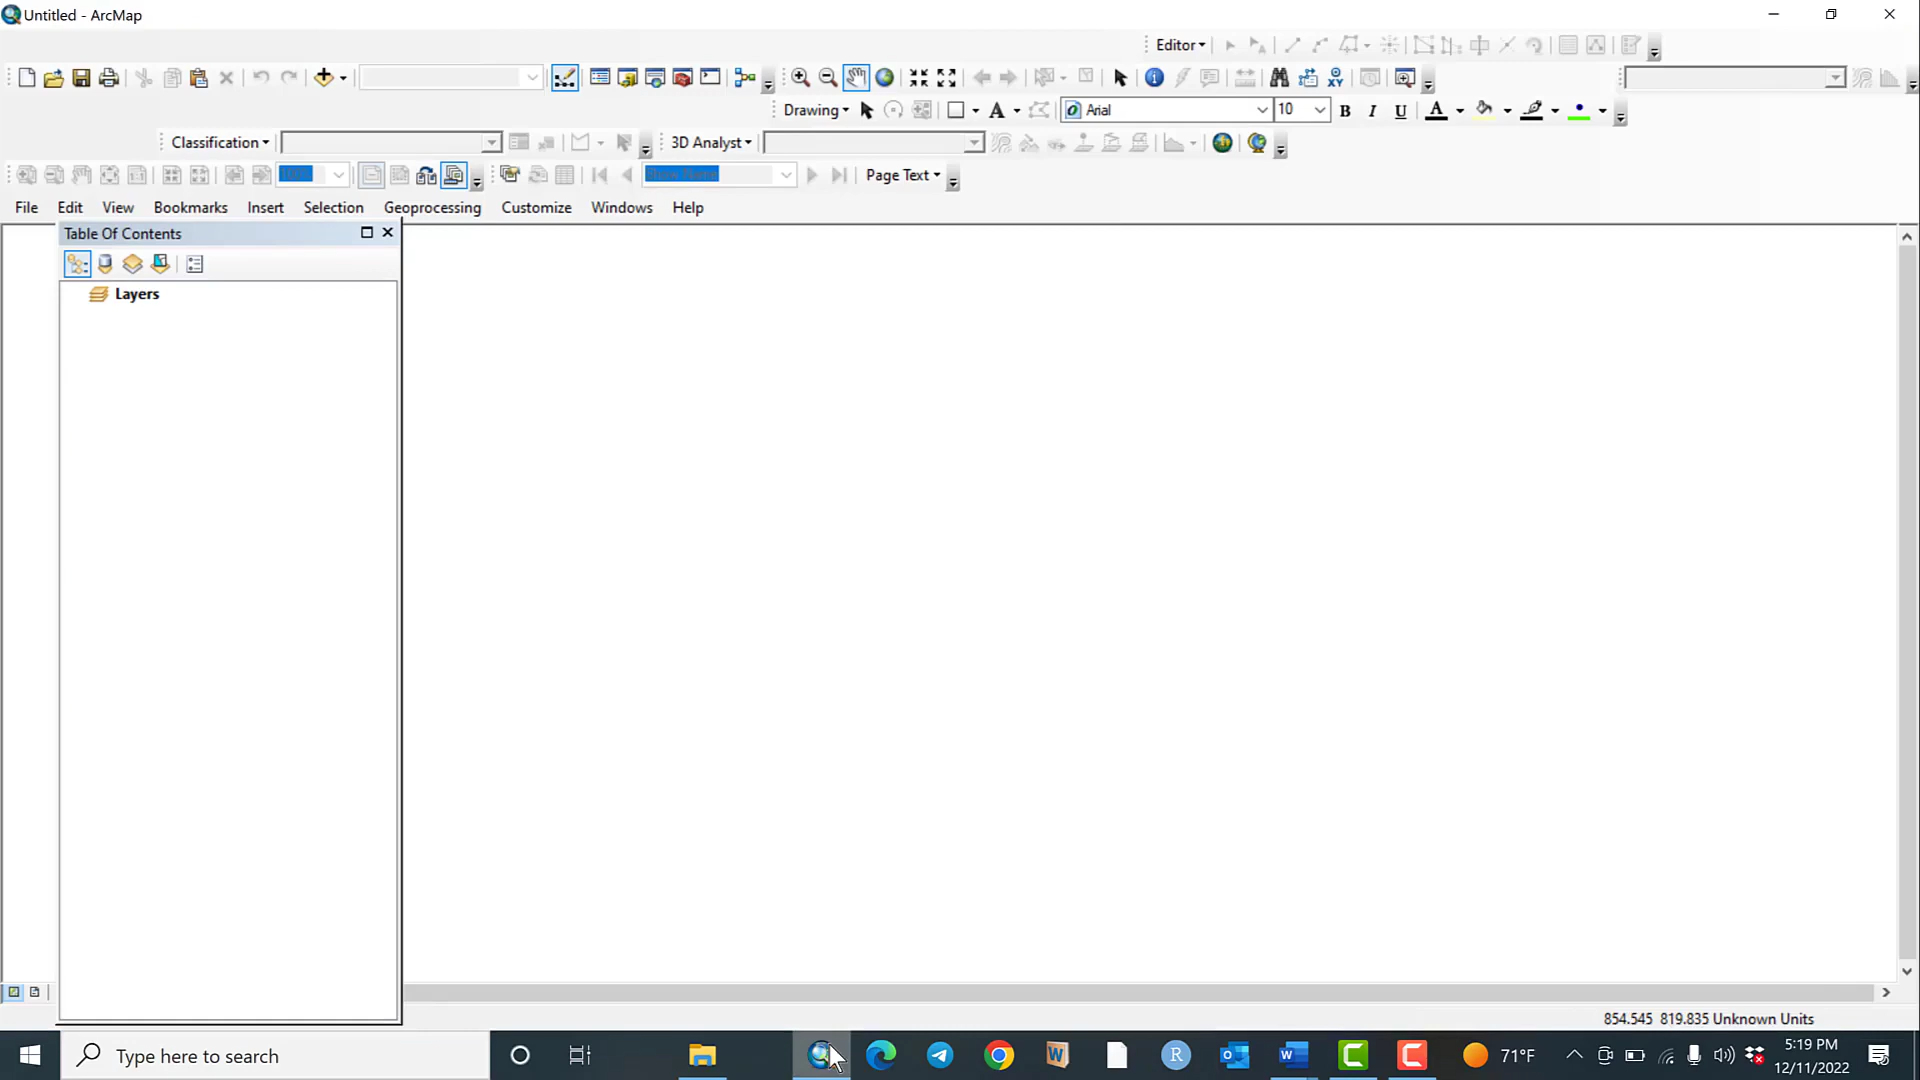 Untitled - ArcMap
Editor
Drawing
Arial
10
B I U A
Classification
3D Analyst
Page Text
File Edit View Bookmarks Insert Selection Geoprocessing Customize Windows Help
Table Of Contents
Layers
854.545 819.835 Unknown Units
Type here to search
71°F
5:19 PM
12/11/2022